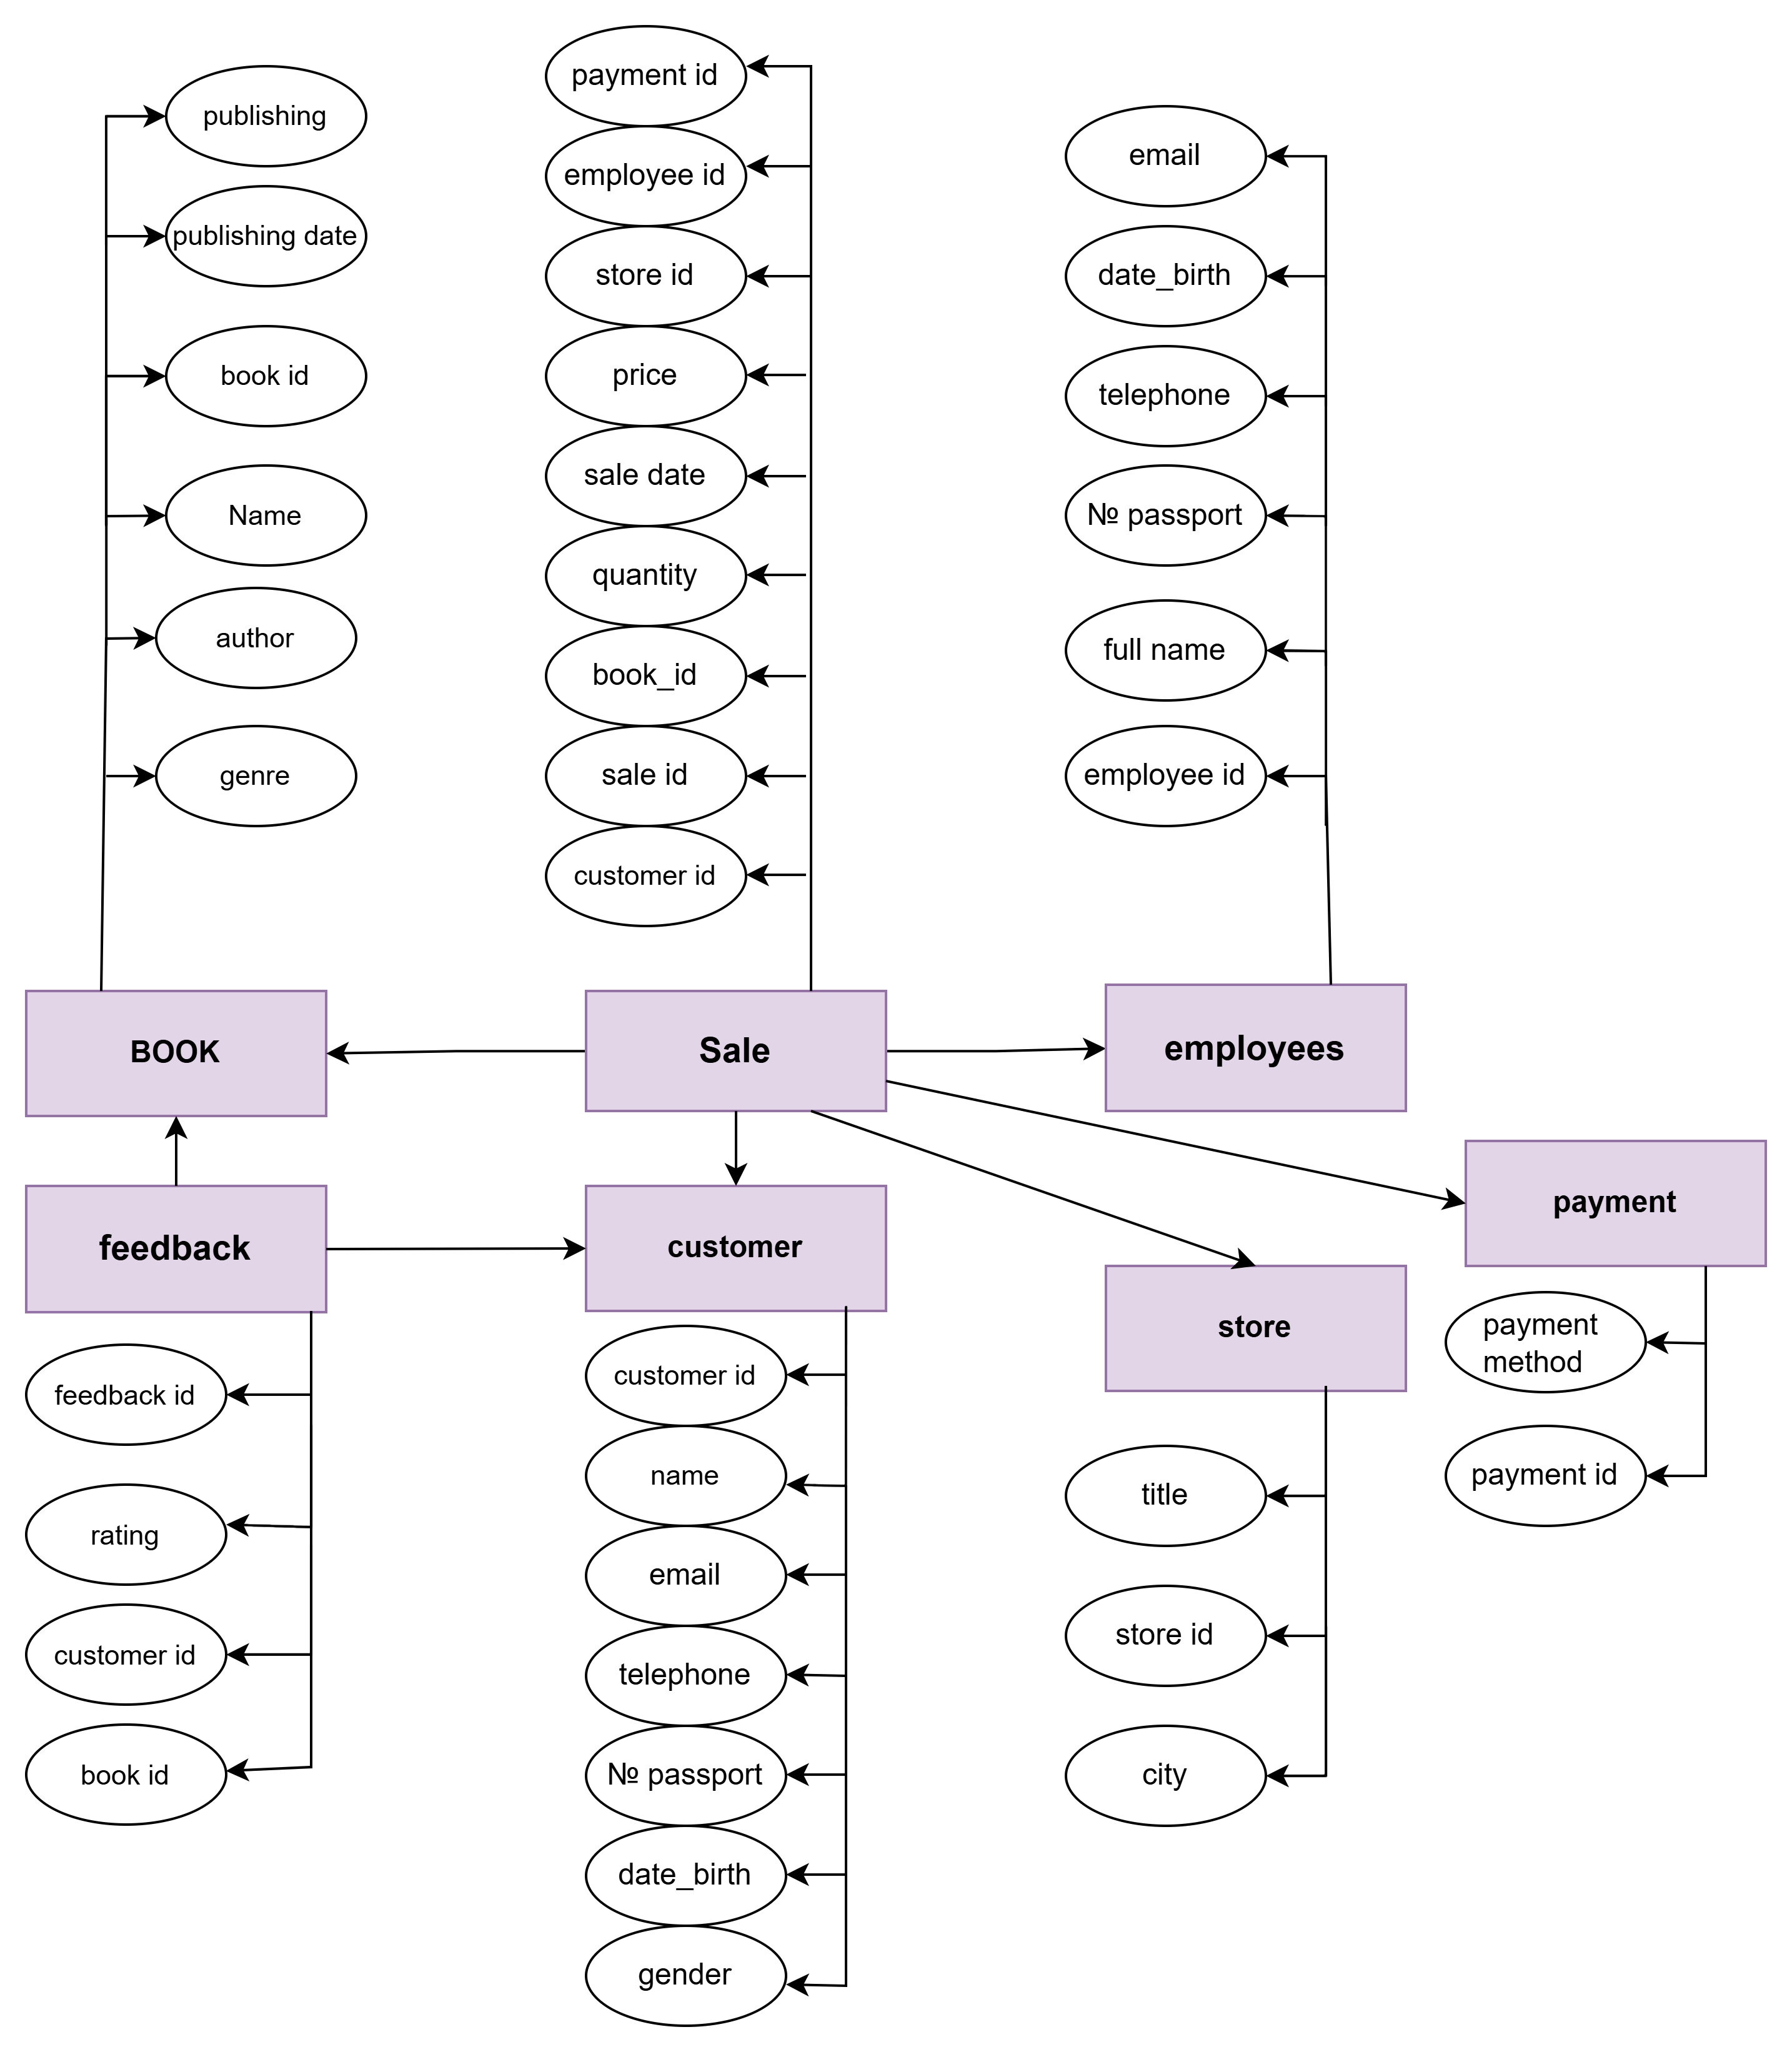 publishing
publishing date
book id
Name
author
genre
payment id
employee id
store id
price
sale date
quantity
book_id
sale id
customer id
email
date_birth
telephone
№ passport
full name
employee id
BOOK
Sale
employees
feedback
customer
store
payment
feedback id
rating
customer id
book id
customer id
name
email
telephone
№ passport
date_birth
gender
title
store id
city
payment
method
payment id